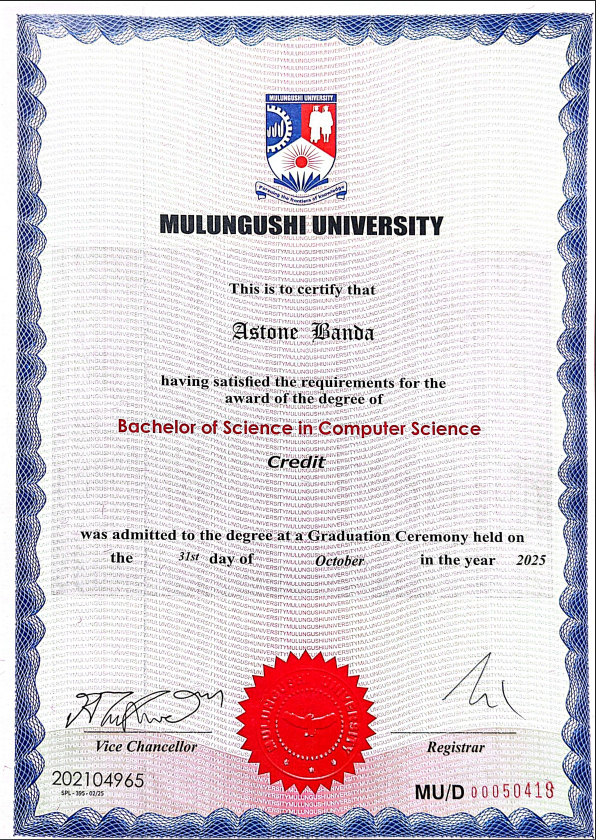 MULUNGUSHI UNIVERSITY
Pursuing the frontiers of knowledge
MULUNGUSHI UNIVERSITY
This is to certify that
Astone Banda
having satisfied the requirements for the
award of the degree of
Bachelor of Science in Computer Science
Credit
was admitted to the degree at a Graduation Ceremony held on
the 31st day of October in the year 2025
MULUNGUSHI UNIVERSITY
Vice Chancellor
Registrar
202104965
SPL - 395 - 02/25
MU/D 00050419